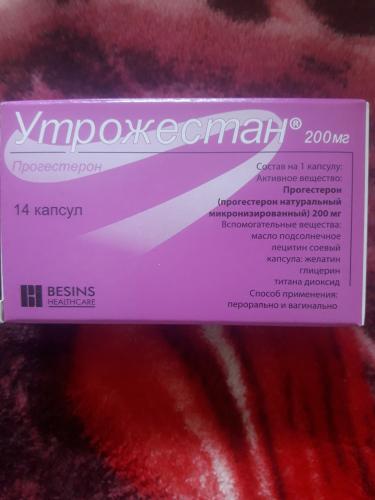 Утрожестан® 200мг
Прогестерон
14 капсул
Состав на 1 капсулу:
Активное вещество:
Прогестерон
(прогестерон натуральный
микронизированный) 200 мг
Вспомогательные вещества:
масло подсолнечное
лецитин соевый
капсула: желатин
глицерин
титана диоксид
Способ применения:
перорально и вагинально
BESINS
HEALTHCARE